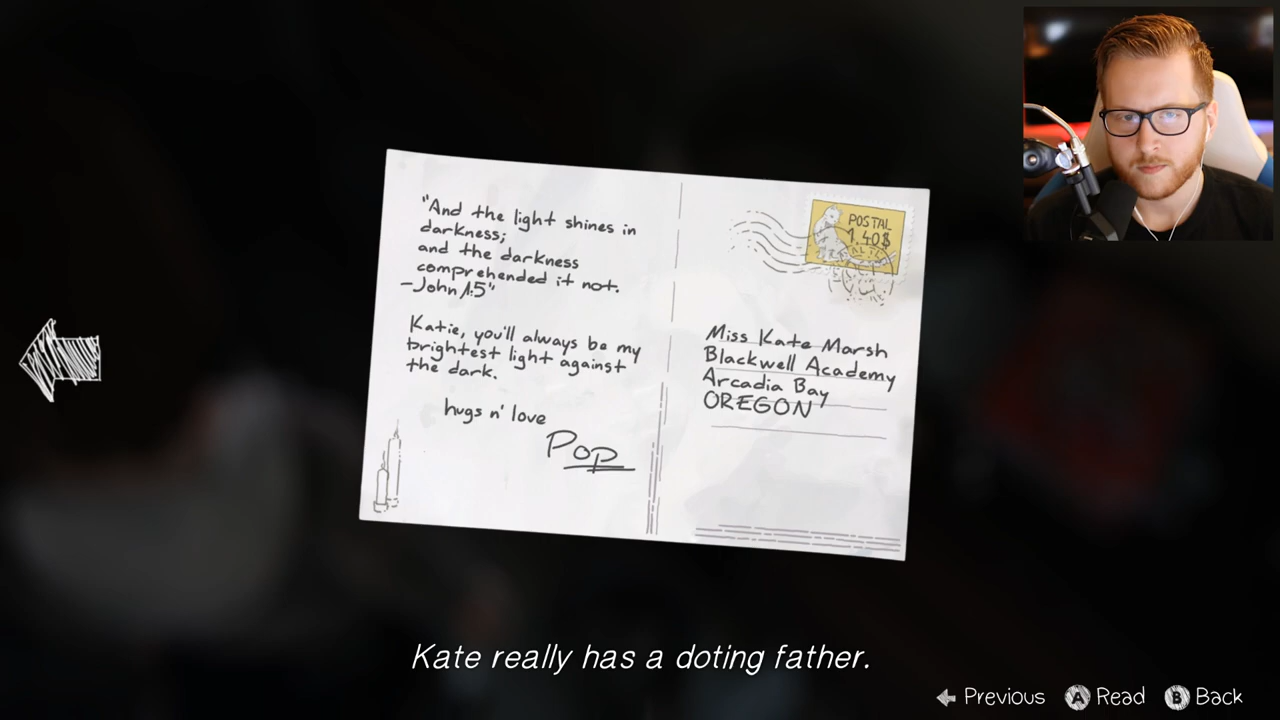 "And the light shines in
darkness;
and the darkness
comprehended it not.
-John 1:5"
Katie, you'll always be my
brightest light against
the dark.
hugs n' love
Pop
POSTAL
1.40$
Miss Kate Marsh
Blackwell Academy
Arcadia Bay
OREGON
Kate really has a doting father.
Previous
A Read
B Back